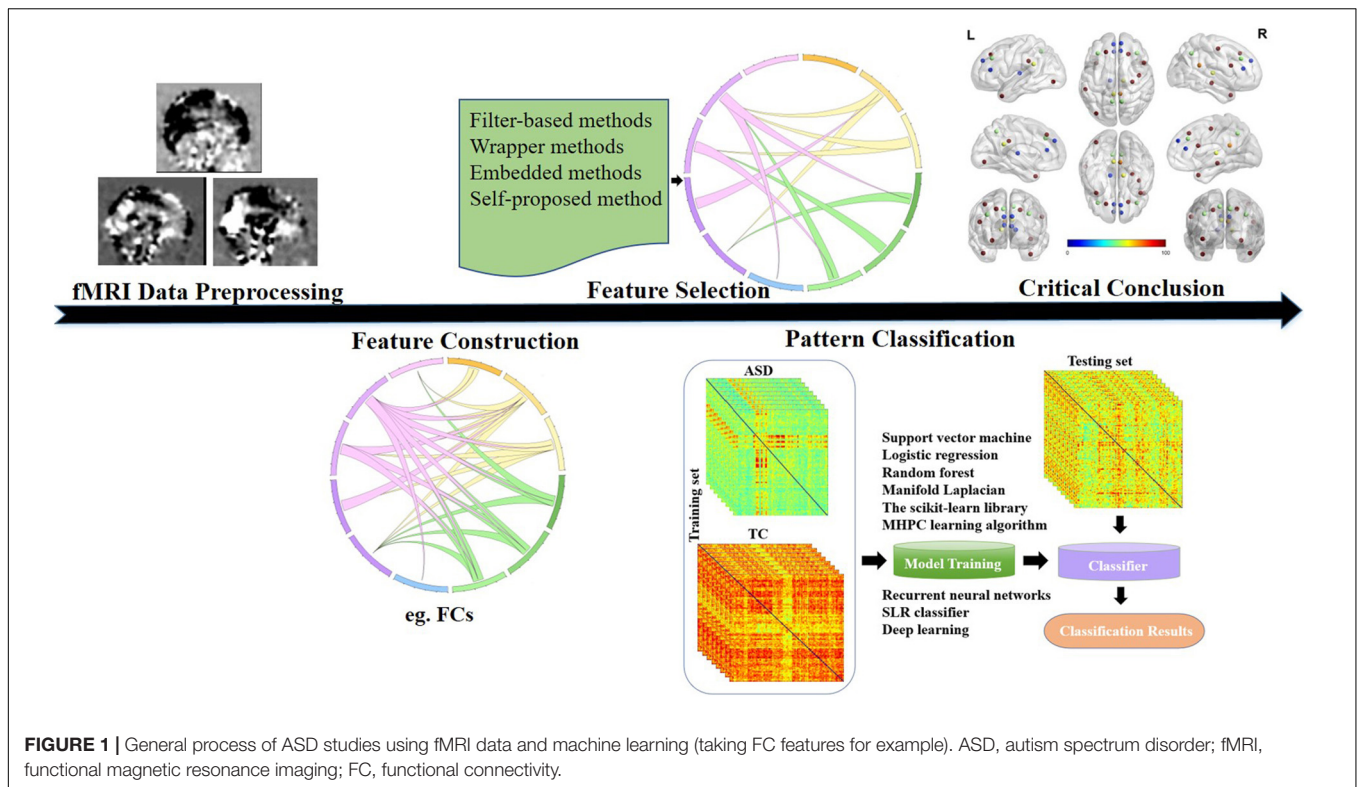 Filter-based methods
Wrapper methods
Embedded methods
Self-proposed method
L
R
0
100
fMRI Data Preprocessing
Feature Selection
Critical Conclusion
Feature Construction
eg. FCs
Pattern Classification
ASD
Training set
TC
Support vector machine
Logistic regression
Random forest
Manifold Laplacian
The scikit-learn library
MHPC learning algorithm
Model Training
Recurrent neural networks
SLR classifier
Deep learning
Testing set
Classifier
Classification Results
FIGURE 1 | General process of ASD studies using fMRI data and machine learning (taking FC features for example). ASD, autism spectrum disorder; fMRI,
functional magnetic resonance imaging; FC, functional connectivity.